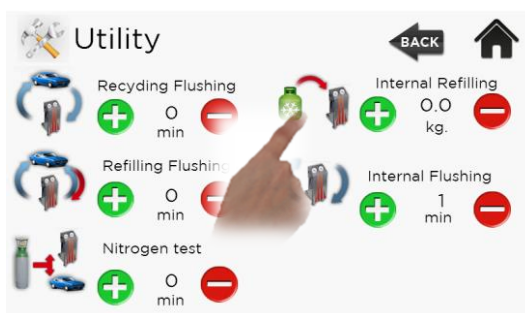 Utility
BACK
Recyding Flushing
0
min
Internal Refilling
0.0
kg.
Refilling Flushing
0
min
Internal Flushing
1
min
Nitrogen test
0
min